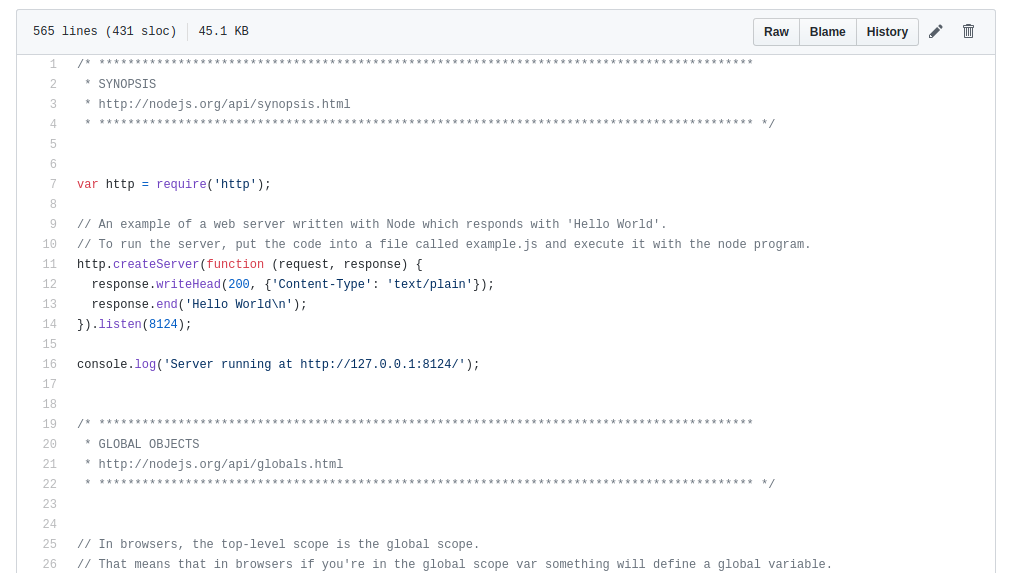 565 lines (431 sloc) 45.1 KB Raw Blame History
1 /* *******************************************************************************************
2  * SYNOPSIS
3  * http://nodejs.org/api/synopsis.html
4  * ******************************************************************************************* */
5
6
7 var http = require('http');
8
9 // An example of a web server written with Node which responds with 'Hello World'.
10 // To run the server, put the code into a file called example.js and execute it with the node program.
11 http.createServer(function (request, response) {
12   response.writeHead(200, {'Content-Type': 'text/plain'});
13   response.end('Hello World\n');
14 }).listen(8124);
15
16 console.log('Server running at http://127.0.0.1:8124/');
17
18
19 /* *******************************************************************************************
20  * GLOBAL OBJECTS
21  * http://nodejs.org/api/globals.html
22  * ******************************************************************************************* */
23
24
25 // In browsers, the top-level scope is the global scope.
26 // That means that in browsers if you're in the global scope var something will define a global variable.